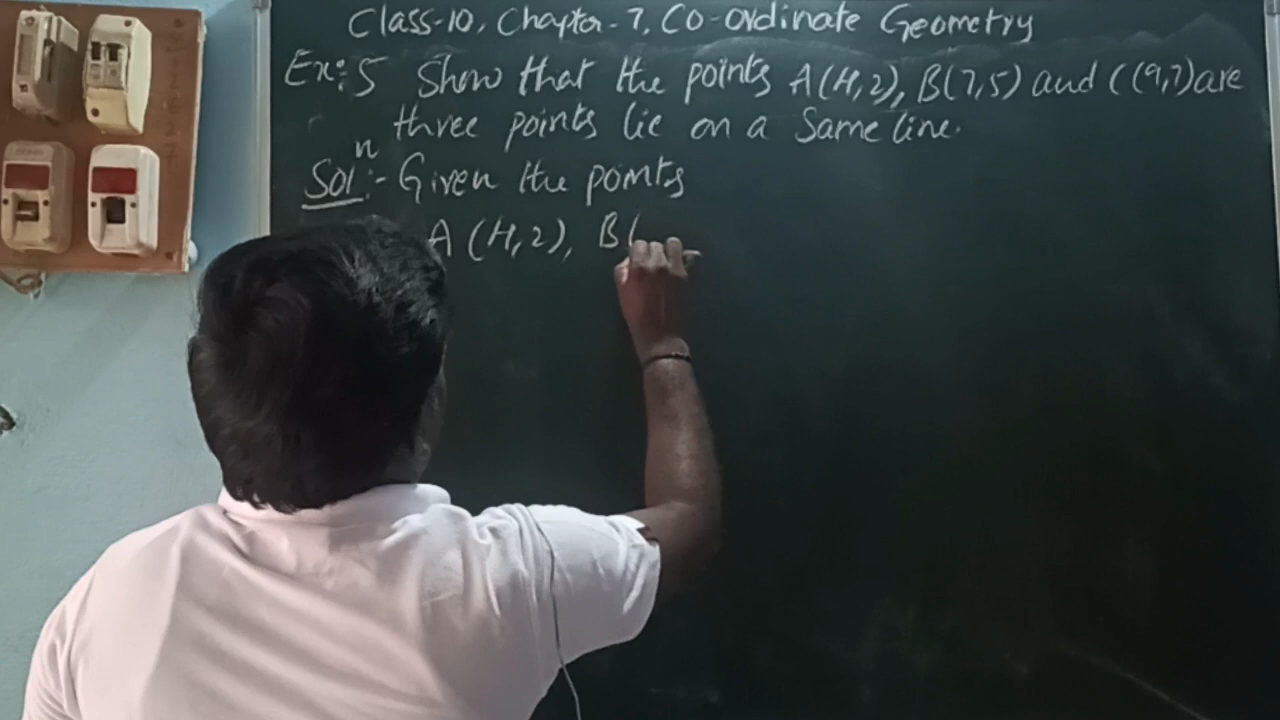 Class-10, Chapter-7, Co-ordinate Geometry
Ex:5 Show that the points A(4,2), B(7,5) and C(9,7) are
three points lie on a Same line.
Solⁿ:- Given the points
A (4,2), B(